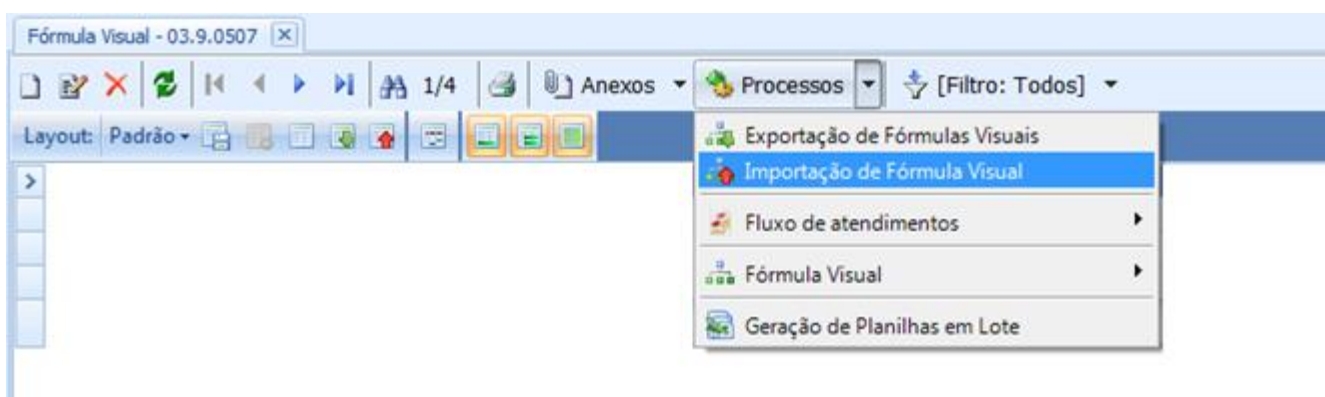 Fórmula Visual - 03.9.0507
1/4 Anexos Processos [Filtro: Todos]
Layout: Padrão
Exportação de Fórmulas Visuais
Importação de Fórmula Visual
Fluxo de atendimentos
Fórmula Visual
Geração de Planilhas em Lote